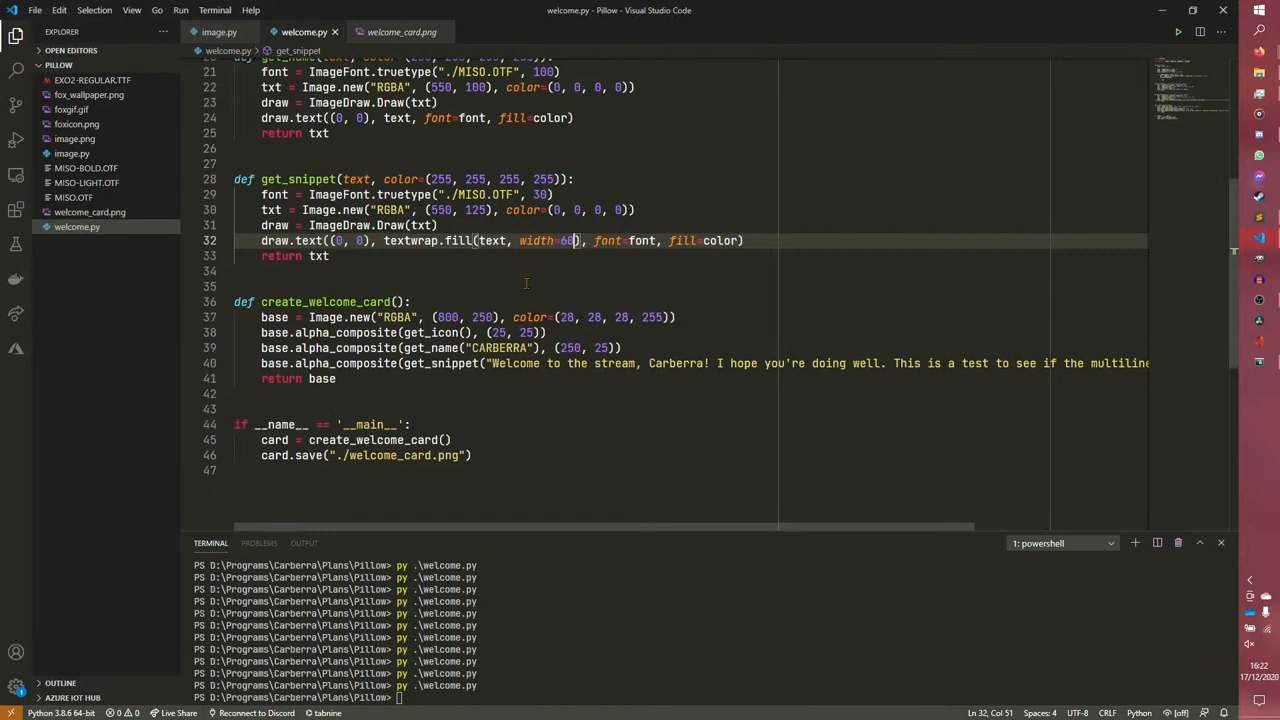 File Edit Selection View Go Run Terminal Help
welcome.py - Pillow - Visual Studio Code
EXPLORER
OPEN EDITORS
PILLOW
EXO2-REGULAR.TTF
fox_wallpaper.png
foxgif.gif
foxicon.png
image.png
image.py
MISO-BOLD.OTF
MISO-LIGHT.OTF
MISO.OTF
welcome_card.png
welcome.py
OUTLINE
AZURE IOT HUB
image.py welcome.py welcome_card.png
welcome.py > get_snippet
21 font = ImageFont.truetype("./MISO.OTF", 100)
22 txt = Image.new("RGBA", (550, 100), color=(0, 0, 0, 0))
23 draw = ImageDraw.Draw(txt)
24 draw.text((0, 0), text, font=font, fill=color)
25 return txt
26
27
28 def get_snippet(text, color=(255, 255, 255, 255)):
29 font = ImageFont.truetype("./MISO.OTF", 30)
30 txt = Image.new("RGBA", (550, 125), color=(0, 0, 0, 0))
31 draw = ImageDraw.Draw(txt)
32 draw.text((0, 0), textwrap.fill(text, width=60), font=font, fill=color)
33 return txt
34
35
36 def create_welcome_card():
37 base = Image.new("RGBA", (800, 250), color=(28, 28, 28, 255))
38 base.alpha_composite(get_icon(), (25, 25))
39 base.alpha_composite(get_name("CARBERRA"), (250, 25))
40 base.alpha_composite(get_snippet("Welcome to the stream, Carberra! I hope you're doing well. This is a test to see if the multiline
41 return base
42
43
44 if __name__ == '__main__':
45 card = create_welcome_card()
46 card.save("./welcome_card.png")
47
TERMINAL PROBLEMS OUTPUT
1: powershell
PS D:\Programs\Carberra\Plans\Pillow> py .\welcome.py
PS D:\Programs\Carberra\Plans\Pillow> py .\welcome.py
PS D:\Programs\Carberra\Plans\Pillow> py .\welcome.py
PS D:\Programs\Carberra\Plans\Pillow> py .\welcome.py
PS D:\Programs\Carberra\Plans\Pillow> py .\welcome.py
PS D:\Programs\Carberra\Plans\Pillow> py .\welcome.py
PS D:\Programs\Carberra\Plans\Pillow> py .\welcome.py
PS D:\Programs\Carberra\Plans\Pillow> py .\welcome.py
PS D:\Programs\Carberra\Plans\Pillow> py .\welcome.py
PS D:\Programs\Carberra\Plans\Pillow> py .\welcome.py
PS D:\Programs\Carberra\Plans\Pillow>
1
Python 3.8.6 64-bit 0 0 Live Share Reconnect to Discord tabnine
Ln 32, Col 51 Spaces: 4 UTF-8 CRLF Python [off]
16:22
17/12/2020